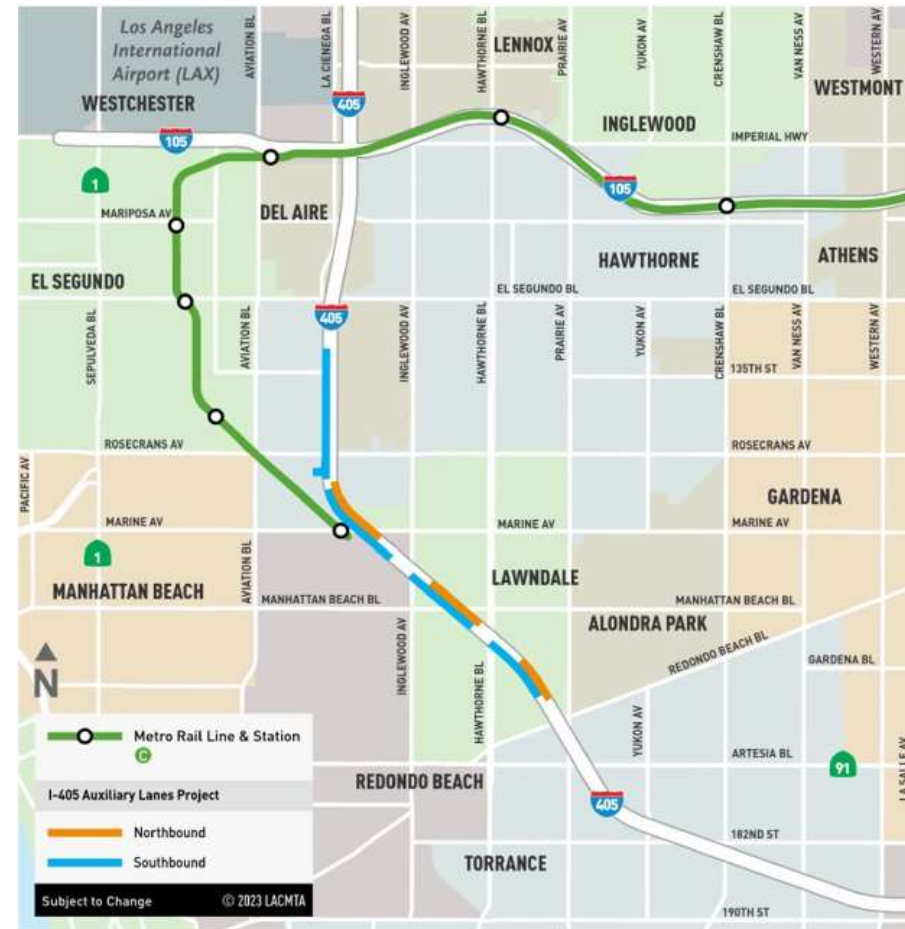 Los Angeles
International
Airport (LAX)
AVIATION BL
LA CIENEGA BL
INGLEWOOD AV
HAWTHORNE BL
LENNOX
PRAIRIE AV
YUKON AV
CRENSHAW BL
VAN NESS AV
WESTERN AV
WESTCHESTER
405
WESTMONT
105
INGLEWOOD
IMPERIAL HWY
1
105
MARIPOSA AV
DEL AIRE
HAWTHORNE
ATHENS
EL SEGUNDO
EL SEGUNDO BL
EL SEGUNDO BL
SEPULVEDA BL
AVIATION BL
405
INGLEWOOD AV
HAWTHORNE BL
PRAIRIE AV
YUKON AV
CRENSHAW BL
VAN NESS AV
WESTERN AV
135TH ST
ROSECRANS AV
ROSECRANS AV
PACIFIC AV
GARDENA
MARINE AV
MARINE AV
MARINE AV
1
AVIATION BL
LAWNDALE
MANHATTAN BEACH
MANHATTAN BEACH BL
MANHATTAN BEACH BL
ALONDRA PARK
REDONDO BEACH BL
GARDENA BL
N
INGLEWOOD AV
HAWTHORNE BL
YUKON AV
Metro Rail Line & Station
C
ARTESIA BL
91
LA SALLE AV
REDONDO BEACH
I-405 Auxiliary Lanes Project
405
Northbound
182ND ST
Southbound
TORRANCE
Subject to Change
© 2023 LACMTA
190TH ST